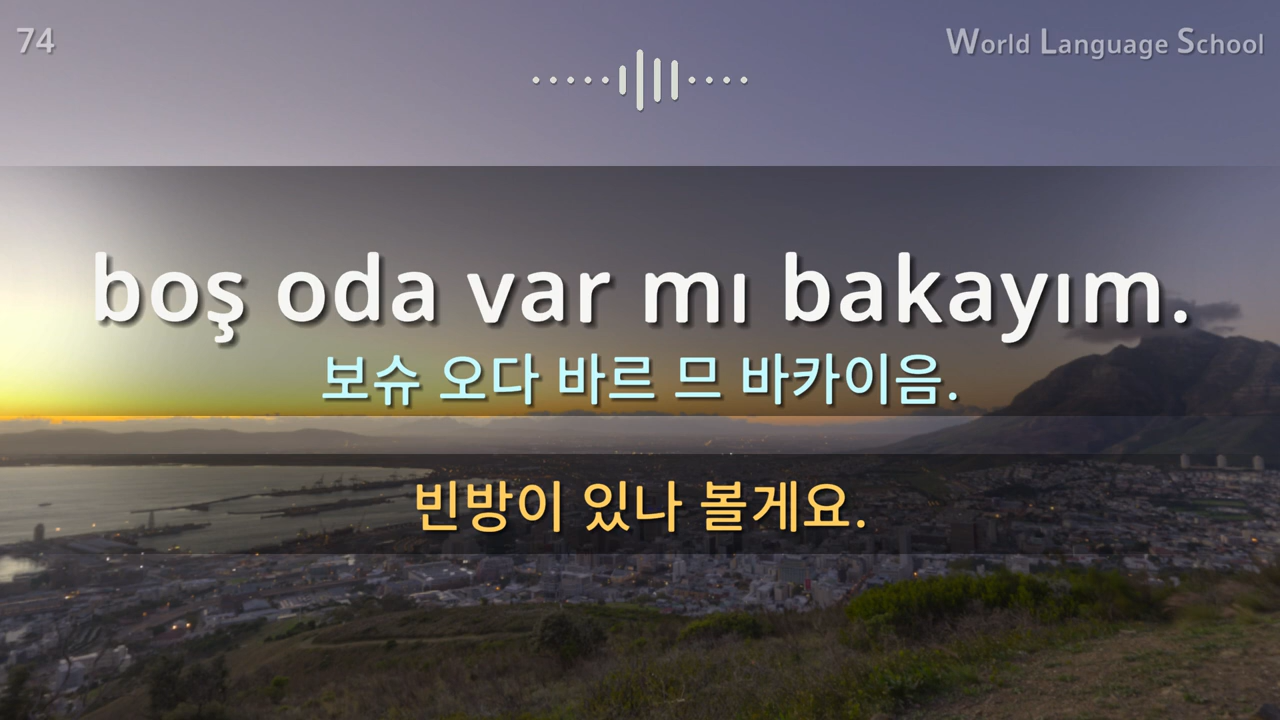 74
World Language School
boş oda var mı bakayım.
보슈 오다 바르 므 바카이음.
빈방이 있나 볼게요.